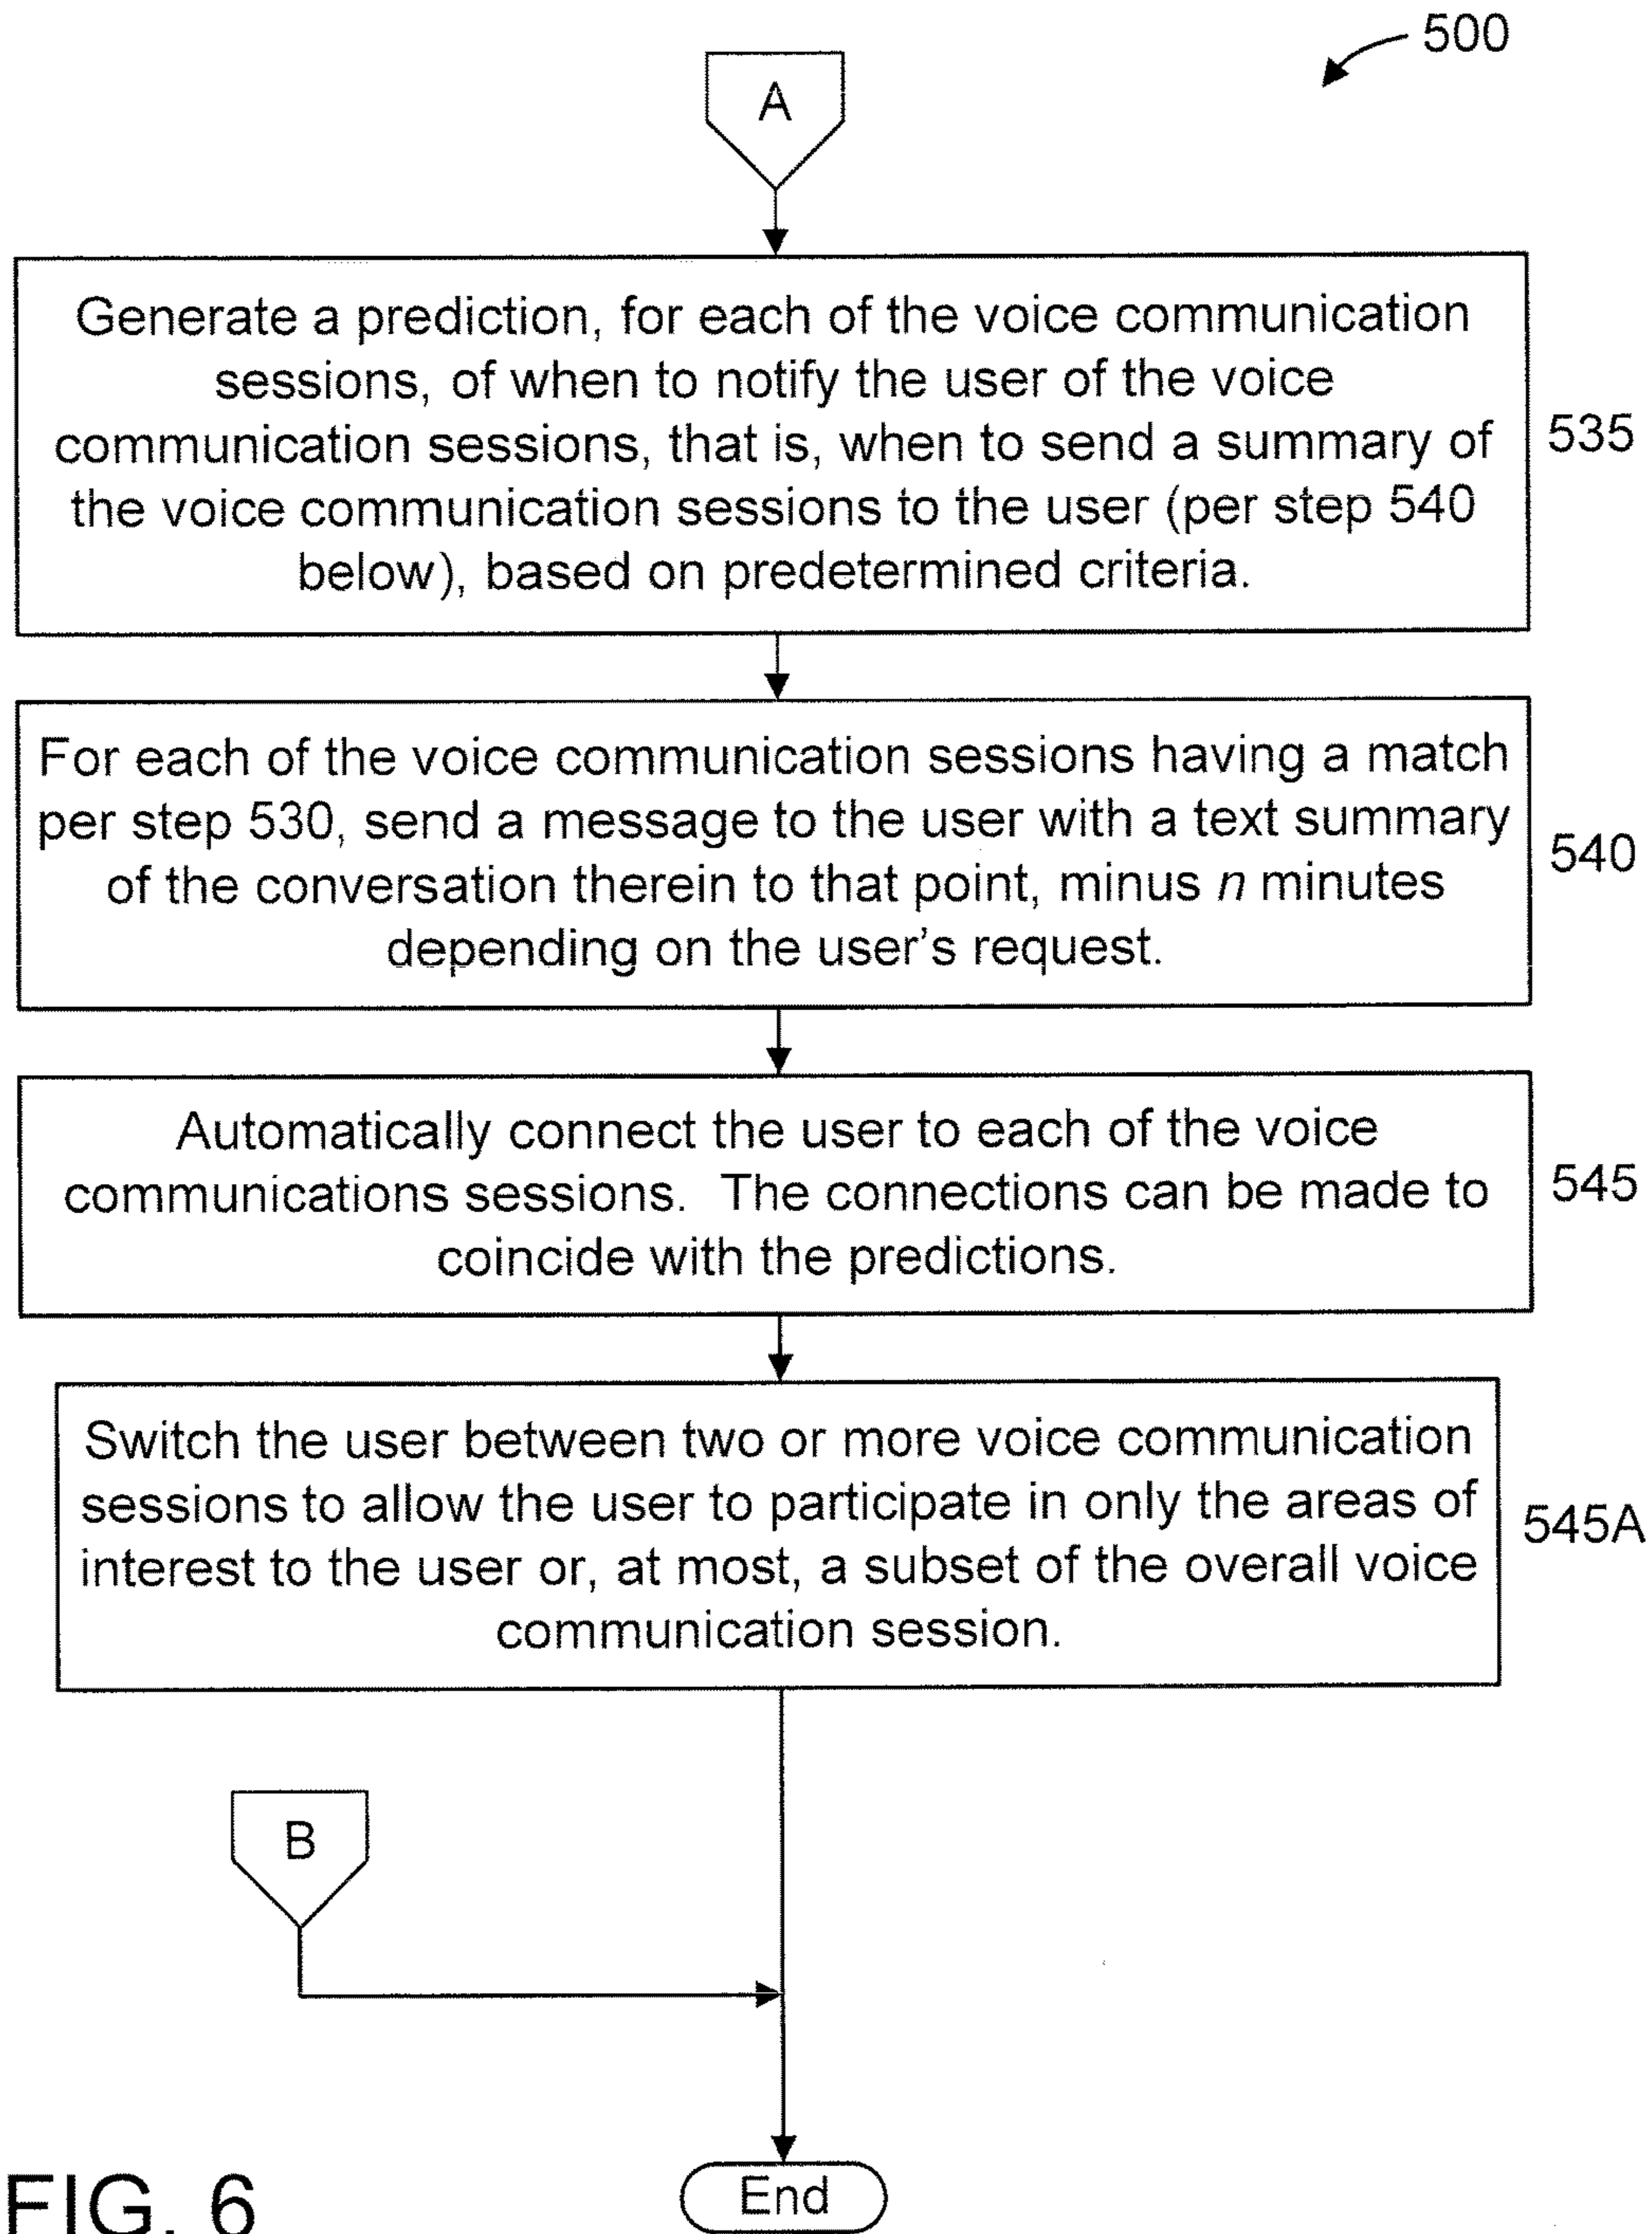 500
A
Generate a prediction, for each of the voice communication
sessions, of when to notify the user of the voice
communication sessions, that is, when to send a summary of
the voice communication sessions to the user (per step 540
below), based on predetermined criteria.
535
For each of the voice communication sessions having a match
per step 530, send a message to the user with a text summary
of the conversation therein to that point, minus n minutes
depending on the user's request.
540
Automatically connect the user to each of the voice
communications sessions.  The connections can be made to
coincide with the predictions.
545
Switch the user between two or more voice communication
sessions to allow the user to participate in only the areas of
interest to the user or, at most, a subset of the overall voice
communication session.
545A
B
End
FIG. 6